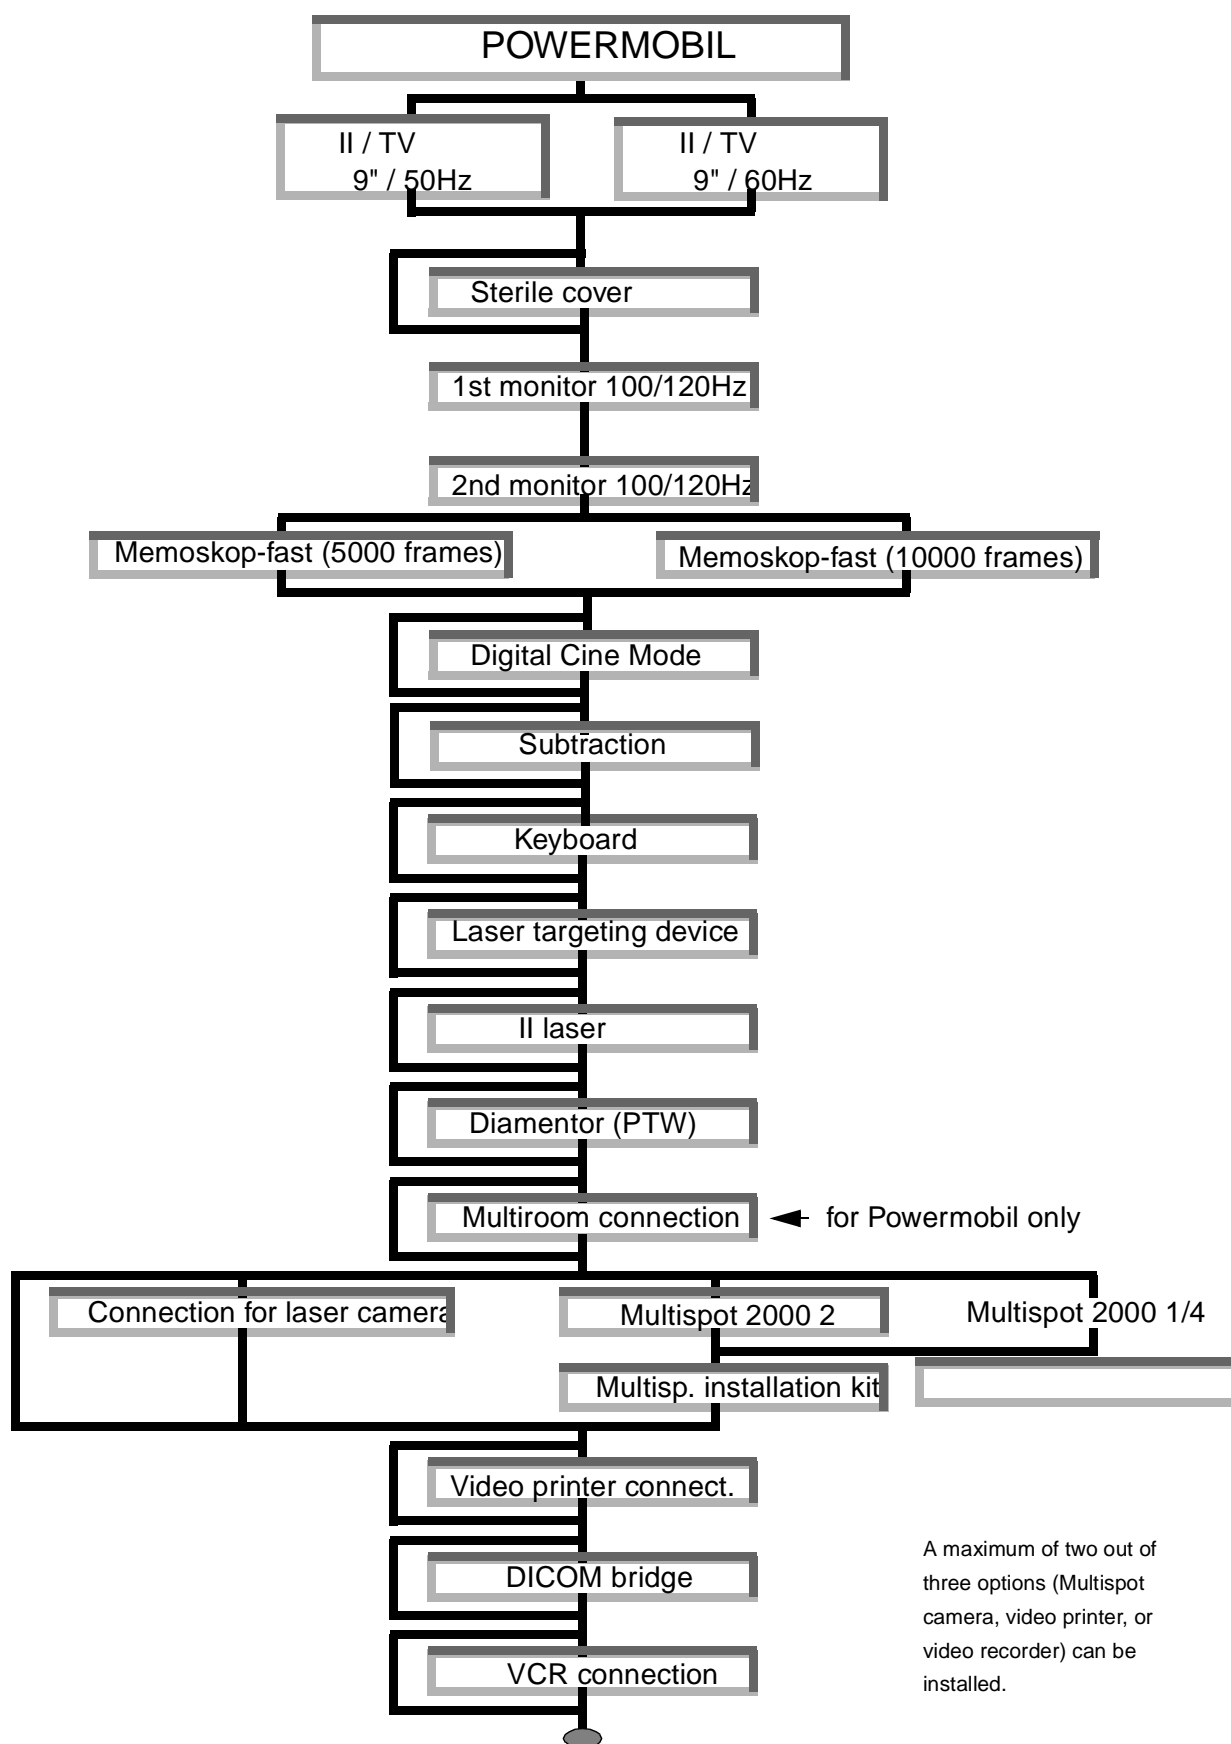 POWERMOBIL
II / TV
9" / 50Hz
II / TV
9" / 60Hz
Sterile cover
1st monitor 100/120Hz
2nd monitor 100/120Hz
Memoskop-fast (5000 frames)
Memoskop-fast (10000 frames)
Digital Cine Mode
Subtraction
Keyboard
Laser targeting device
II laser
Diamentor (PTW)
Multiroom connection
for Powermobil only
Connection for laser camera
Multispot 2000 2
Multispot 2000 1/4
Multisp. installation kit
Video printer connect.
DICOM bridge
VCR connection
A maximum of two out of
three options (Multispot
camera, video printer, or
video recorder) can be
installed.